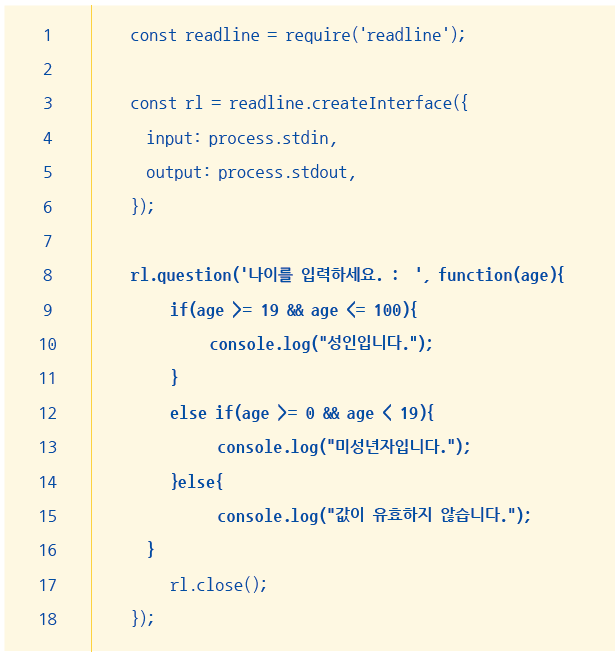 1 const readline = require('readline');
2
3 const rl = readline.createInterface({
4 input: process.stdin,
5 output: process.stdout,
6 });
7
8 rl.question('나이를 입력하세요. :  ', function(age){
9 if(age >= 19 && age <= 100){
10 console.log("성인입니다.");
11 }
12 else if(age >= 0 && age < 19){
13 console.log("미성년자입니다.");
14 }else{
15 console.log("값이 유효하지 않습니다.");
16 }
17 rl.close();
18 });